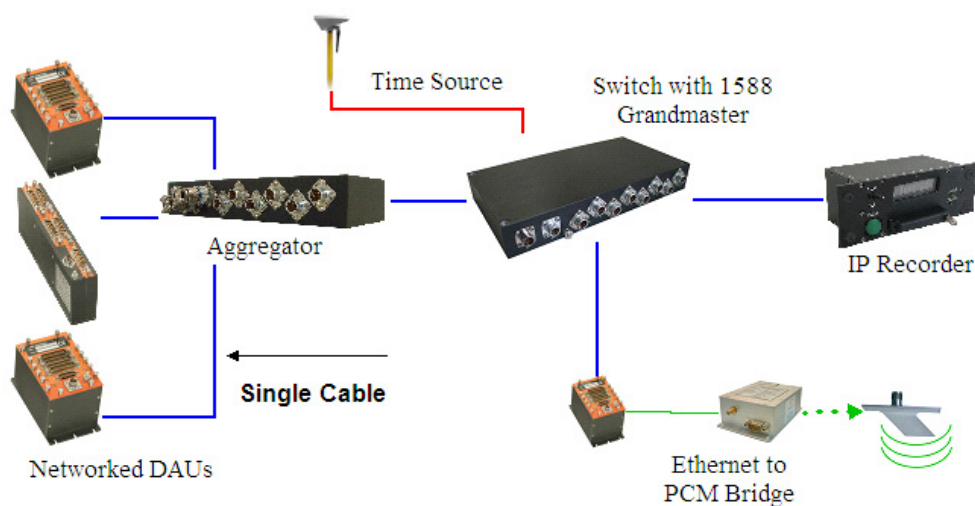 Time Source
Switch with 1588
Grandmaster
Aggregator
IP Recorder
Single Cable
Networked DAUs
Ethernet to
PCM Bridge